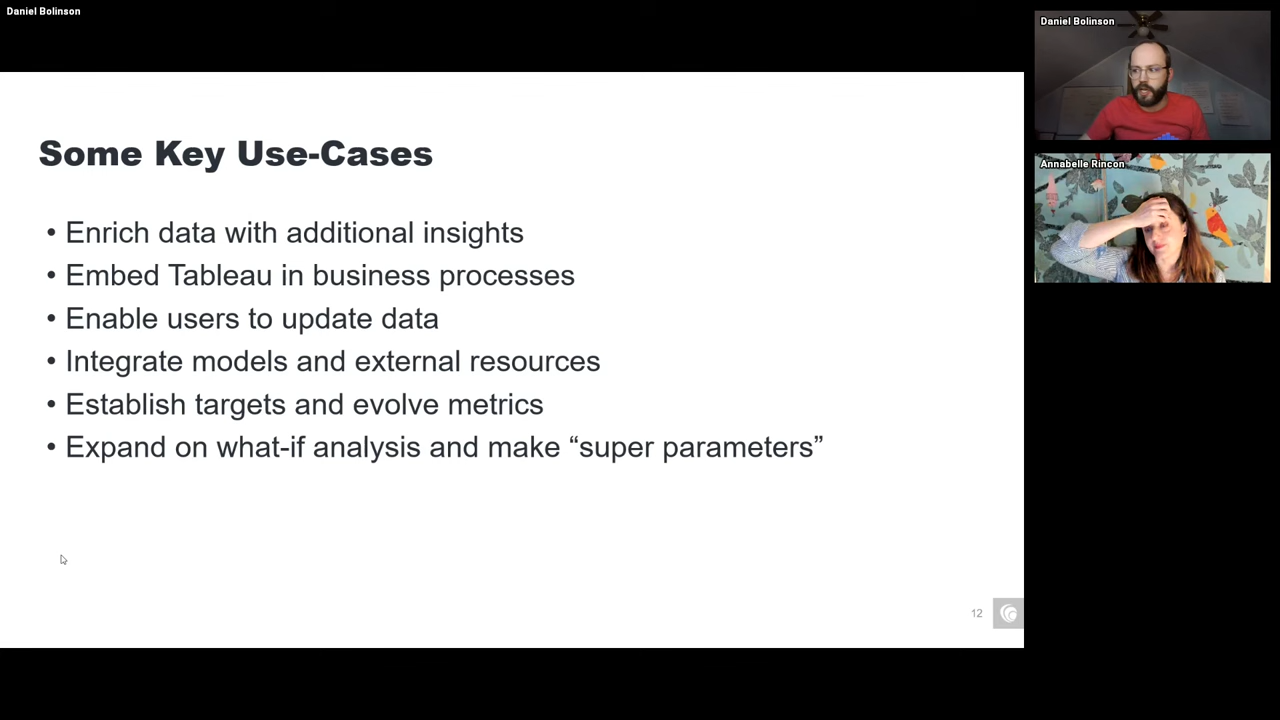 Daniel Bolinson
Daniel Bolinson
Annabelle Rincon
Some Key Use-Cases
• Enrich data with additional insights
• Embed Tableau in business processes
• Enable users to update data
• Integrate models and external resources
• Establish targets and evolve metrics
• Expand on what-if analysis and make “super parameters”
12